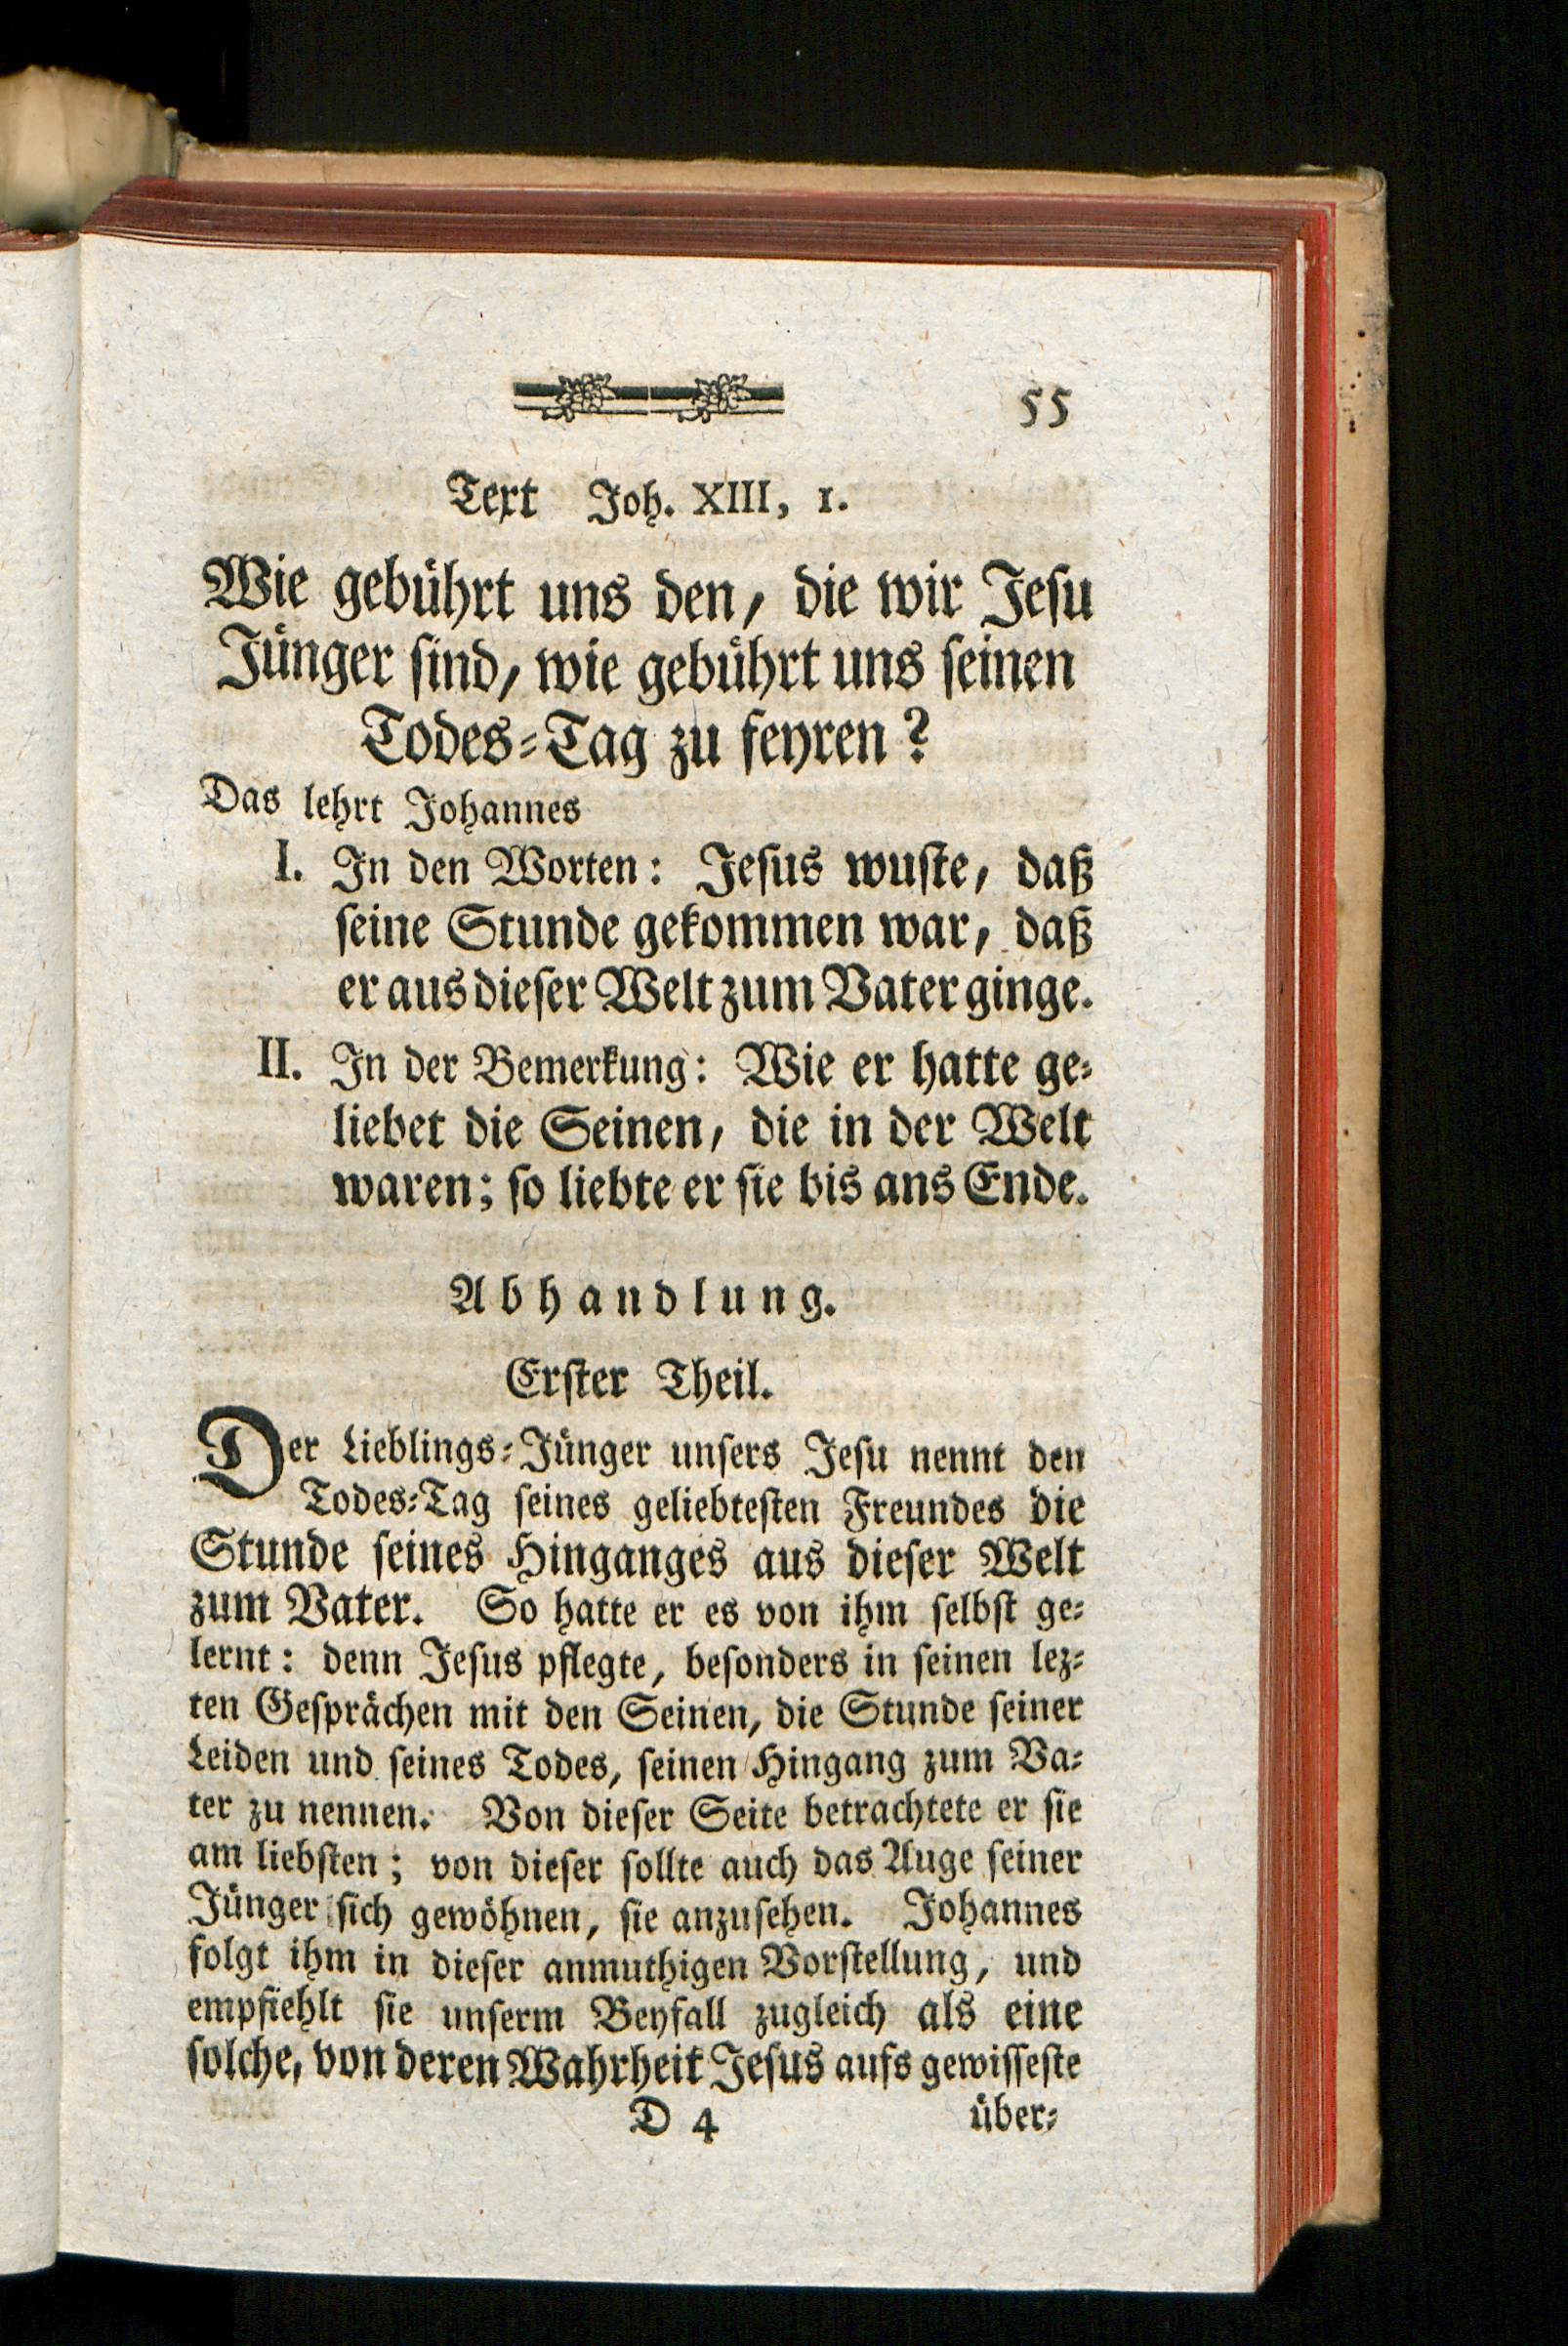 55
Text Joh. XIII, 1.
Wie gebührt uns den, die wir Jesu
Jünger sind, wie gebührt uns seinen
Todes-Tag zu feyren?
Das lehrt Johannes
I. In den Worten: Jesus wuste, daß
seine Stunde gekommen war, daß
er aus dieser Welt zum Vater ginge.
II. In der Bemerkung: Wie er hatte ge-
liebet die Seinen, die in der Welt
waren; so liebte er sie bis ans Ende.
Abhandlung.
Erster Theil.
Der Lieblings-Jünger unsers Jesu nennt den
Todes-Tag seines geliebtesten Freundes die
Stunde seines Hinganges aus dieser Welt
zum Vater. So hatte er es von ihm selbst ge-
lernt: denn Jesus pflegte, besonders in seinen lez-
ten Gesprächen mit den Seinen, die Stunde seiner
Leiden und seines Todes, seinen Hingang zum Va-
ter zu nennen. Von dieser Seite betrachtete er sie
am liebsten; von dieser sollte auch das Auge seiner
Jünger sich gewöhnen, sie anzusehen. Johannes
folgt ihm in dieser anmuthigen Vorstellung, und
empfiehlt sie unserm Beyfall zugleich als eine
solche, von deren Wahrheit Jesus aufs gewisseste
D 4 über-